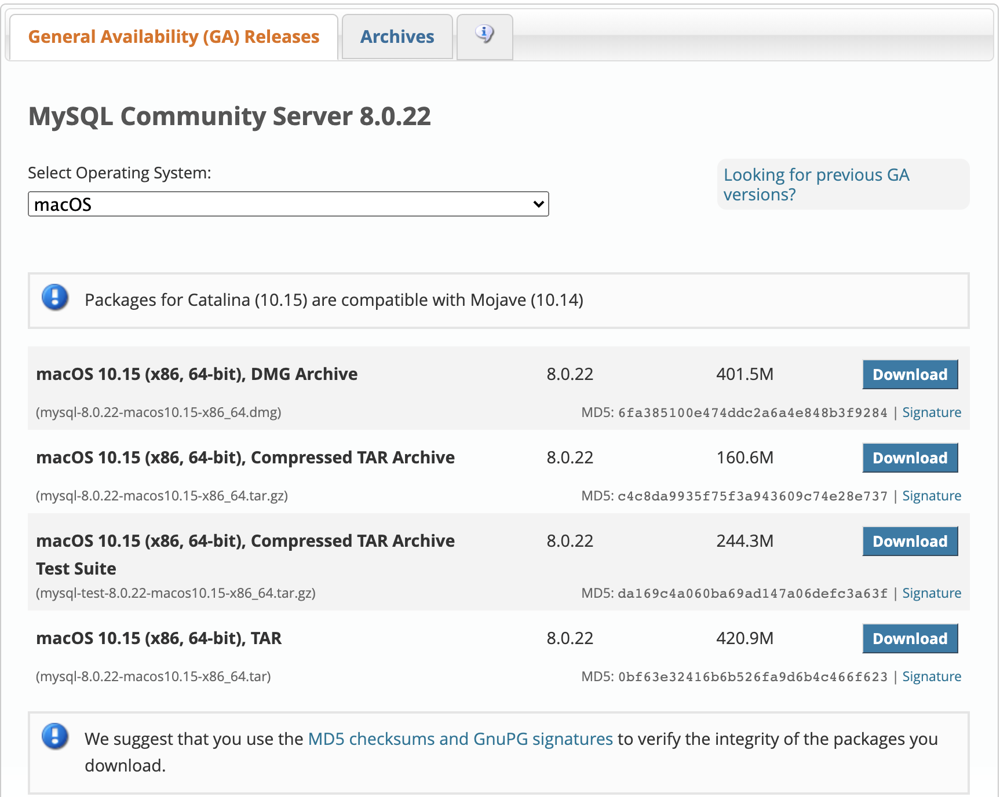 General Availability (GA) Releases
Archives
MySQL Community Server 8.0.22
Select Operating System:
macOS
Looking for previous GA
versions?
Packages for Catalina (10.15) are compatible with Mojave (10.14)
macOS 10.15 (x86, 64-bit), DMG Archive 8.0.22 401.5M Download
(mysql-8.0.22-macos10.15-x86_64.dmg) MD5: 6fa385100e474ddc2a6a4e848b3f9284 | Signature
macOS 10.15 (x86, 64-bit), Compressed TAR Archive 8.0.22 160.6M Download
(mysql-8.0.22-macos10.15-x86_64.tar.gz) MD5: c4c8da9935f75f3a943609c74e28e737 | Signature
macOS 10.15 (x86, 64-bit), Compressed TAR Archive 8.0.22 244.3M Download
Test Suite
(mysql-test-8.0.22-macos10.15-x86_64.tar.gz) MD5: da169c4a060ba69ad147a06defc3a63f | Signature
macOS 10.15 (x86, 64-bit), TAR 8.0.22 420.9M Download
(mysql-8.0.22-macos10.15-x86_64.tar) MD5: 0bf63e32416b6b526fa9d6b4c466f623 | Signature
We suggest that you use the MD5 checksums and GnuPG signatures to verify the integrity of the packages you
download.